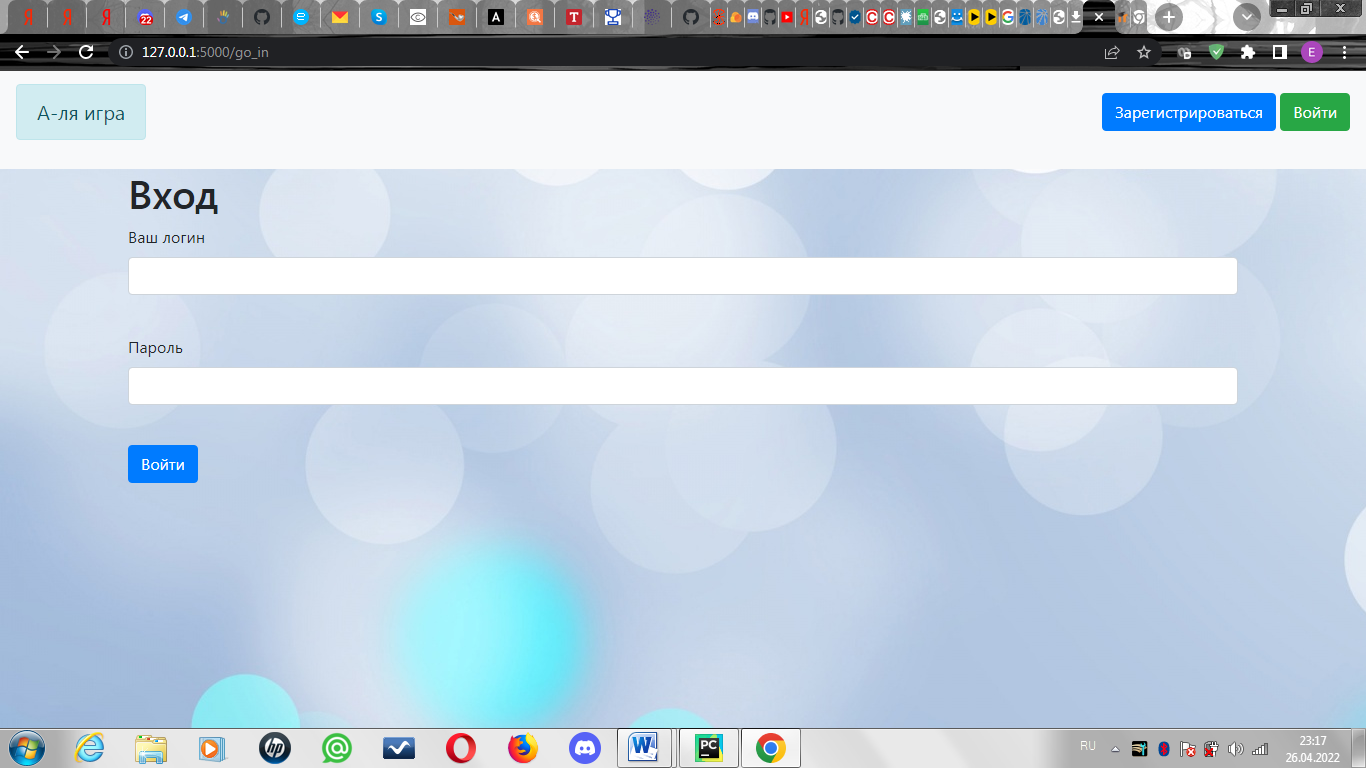 22
127.0.0.1:5000/go_in
E
А-ля игра
Зарегистрироваться
Войти
Вход
Ваш логин
Пароль
Войти
RU
23:17
26.04.2022